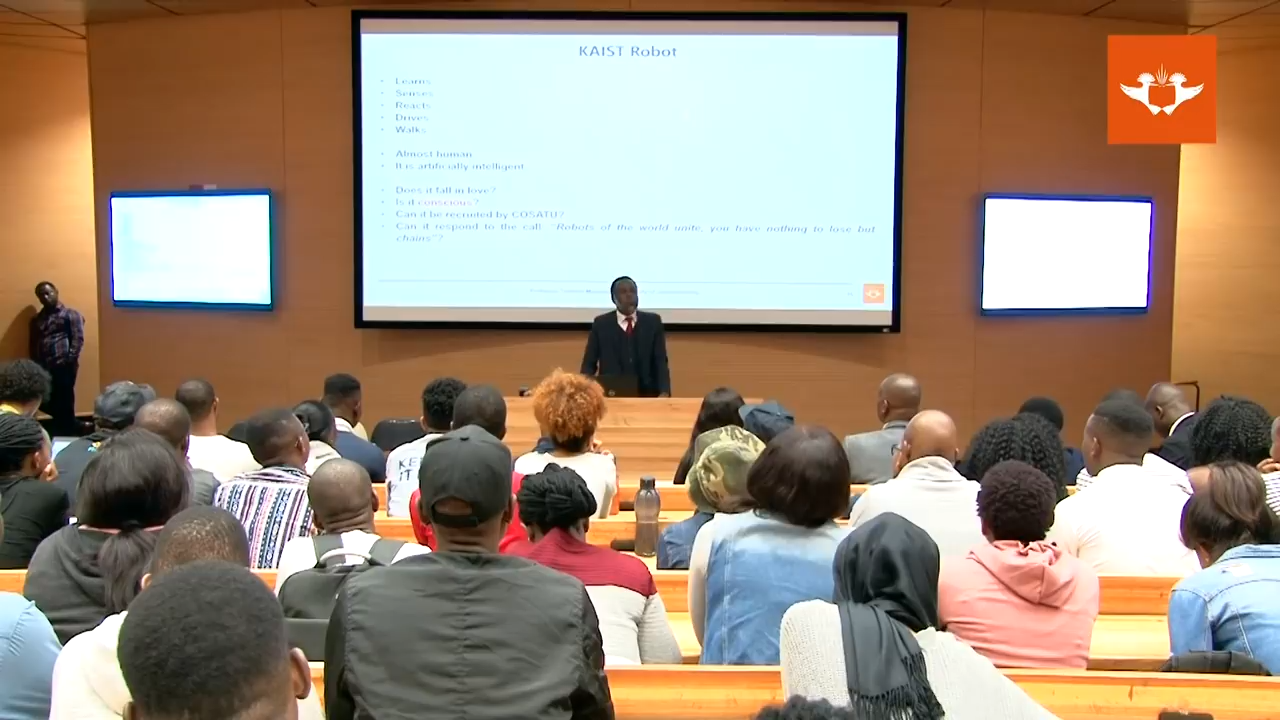 KAIST Robot
• Learns
• Senses
• Reacts
• Drives
• Walks
• Almost human
• It is artificially intelligent
• Does it fall in love?
• Is it conscious?
• Can it be recruited by COSATU?
• Can it respond to the call "Robots of the world unite, you have nothing to lose but
chains"?